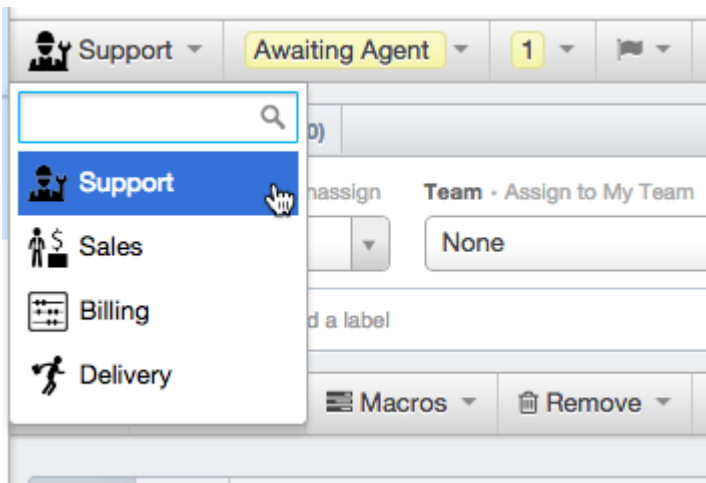 Support Awaiting Agent 1
0)
Support
nassign Team · Assign to My Team
Sales None
Billing d a label
Delivery
Macros Remove